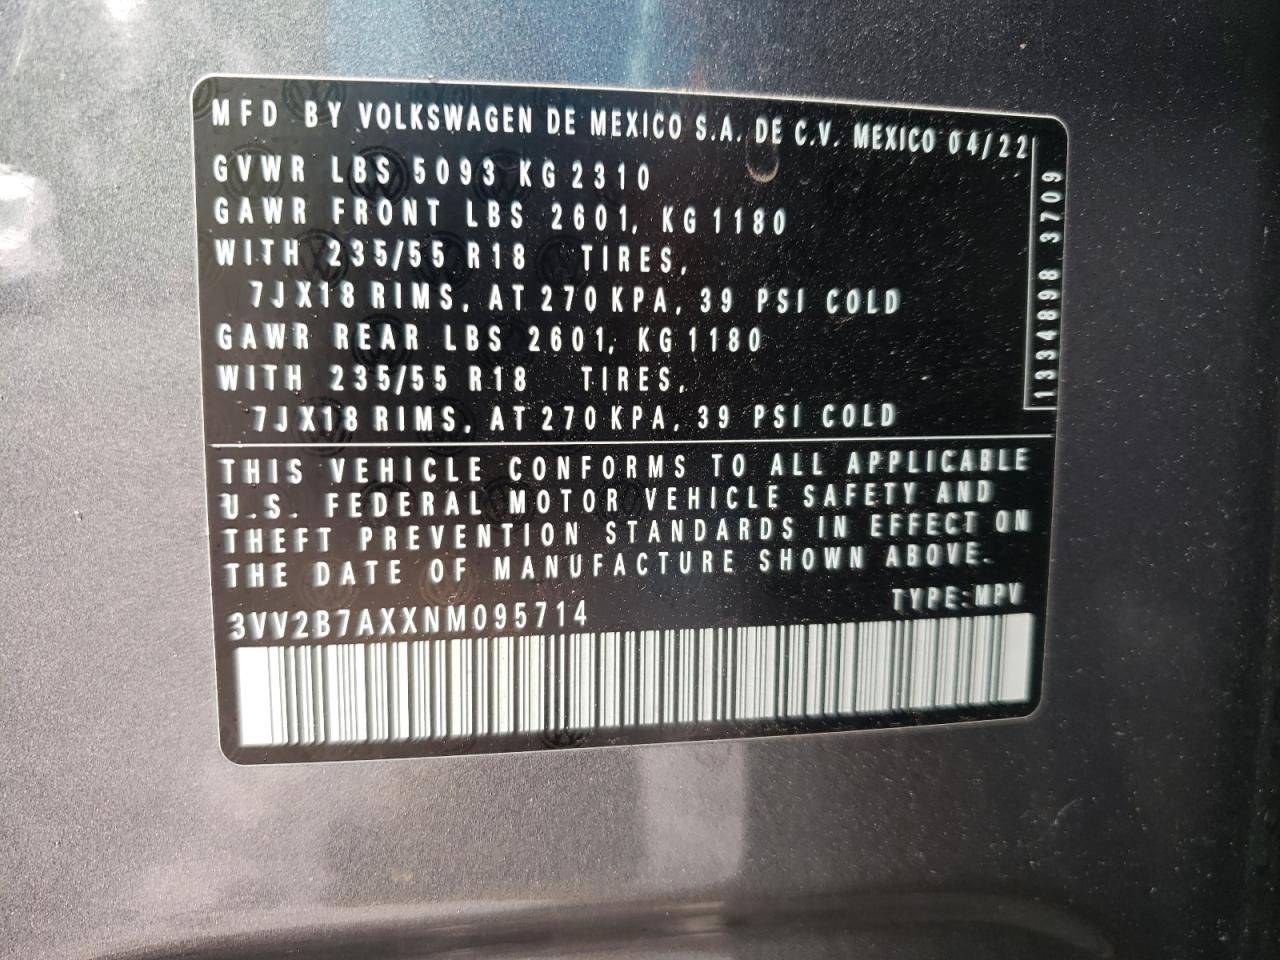 MFD BY VOLKSWAGEN DE MEXICO S.A. DE C.V. MEXICO 04/22
GVWR LBS 5093 KG 2310
GAWR FRONT LBS 2601, KG 1180
WITH 235/55 R18 TIRES,
7JX18 RIMS, AT 270 KPA, 39 PSI COLD
GAWR REAR LBS 2601, KG 1180
WITH 235/55 R18 TIRES,
7JX18 RIMS, AT 270 KPA, 39 PSI COLD
1334898 3709
THIS VEHICLE CONFORMS TO ALL APPLICABLE
U.S. FEDERAL MOTOR VEHICLE SAFETY AND
THEFT PREVENTION STANDARDS IN EFFECT ON
THE DATE OF MANUFACTURE SHOWN ABOVE.
3VV2B7AXXNM095714 TYPE: MPV